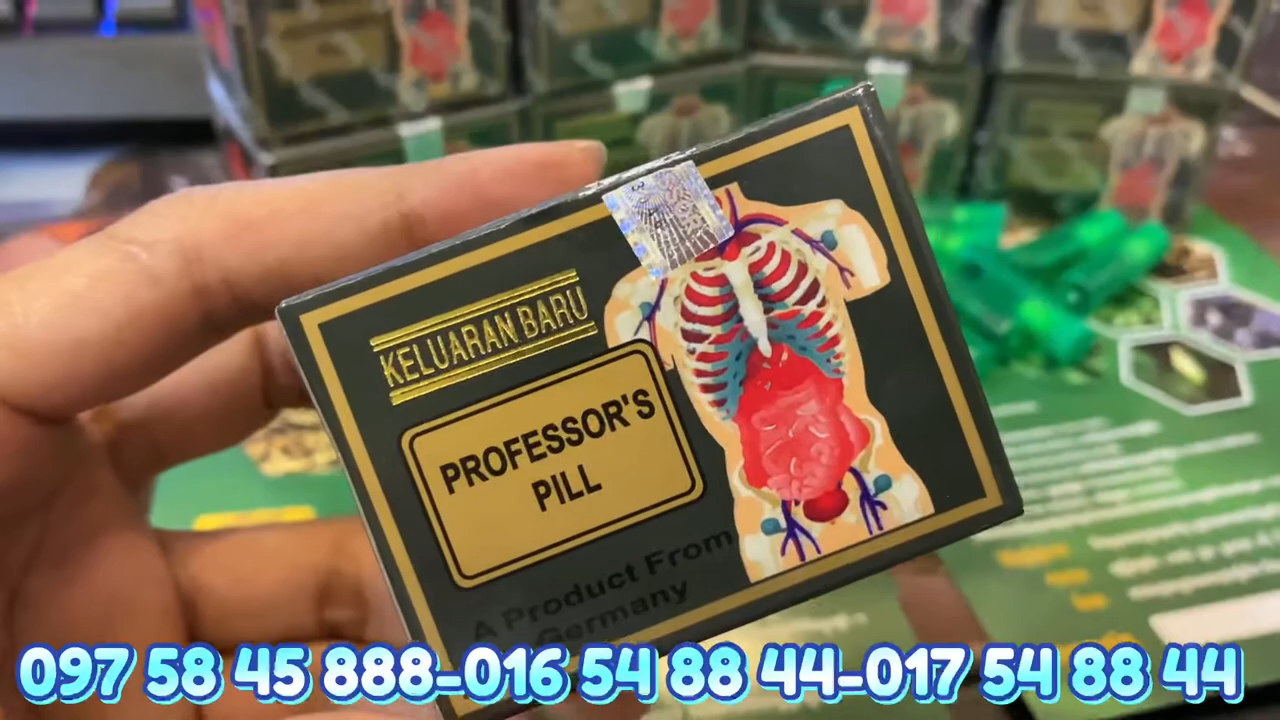 KELUARAN BARU
PROFESSOR'S
PILL
A Product From
Germany
097 58 45 888-016 54 88 44-017 54 88 44